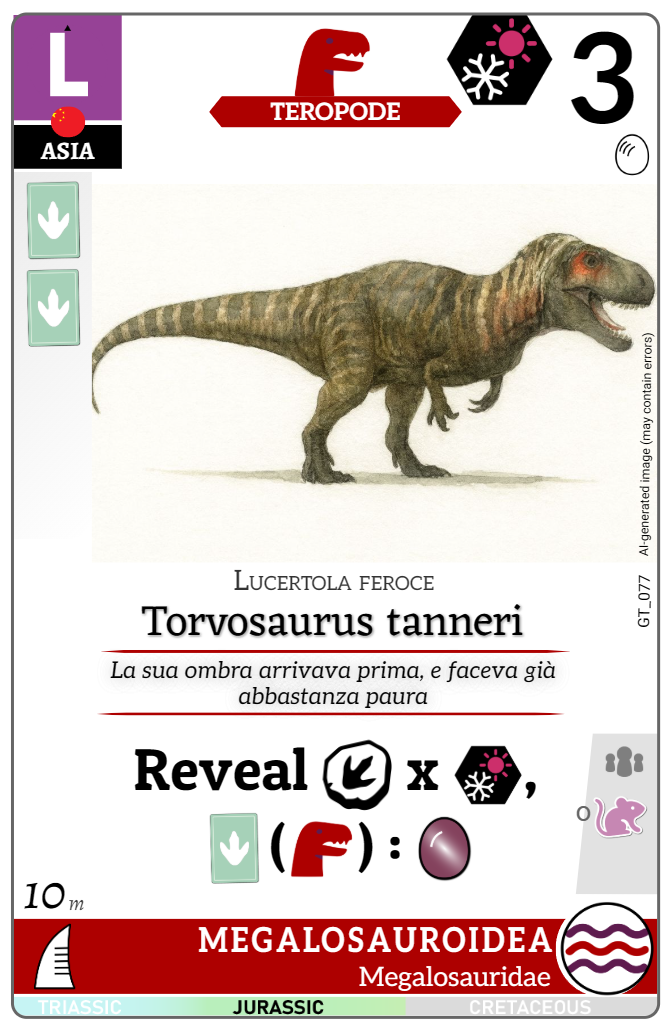 L
ASIA
TEROPODE
3
AI-generated image (may contain errors)
GT_077
Lucertola feroce
Torvosaurus tanneri
La sua ombra arrivava prima, e faceva già
abbastanza paura
Reveal x ,
( ) :
O
10 m
MEGALOSAUROIDEA
Megalosauridae
TRIASSIC JURASSIC CRETACEOUS